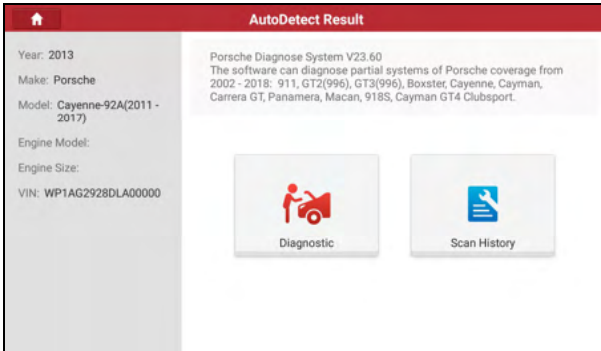 AutoDetect Result
Year: 2013
Make: Porsche
Model: Cayenne-92A(2011 -
2017)
Engine Model:
Engine Size:
VIN: WP1AG2928DLA00000
Porsche Diagnose System V23.60
The software can diagnose partial systems of Porsche coverage from
2002 - 2018: 911, GT2(996), GT3(996), Boxster, Cayenne, Cayman,
Carrera GT, Panamera, Macan, 918S, Cayman GT4 Clubsport.
Diagnostic
Scan History